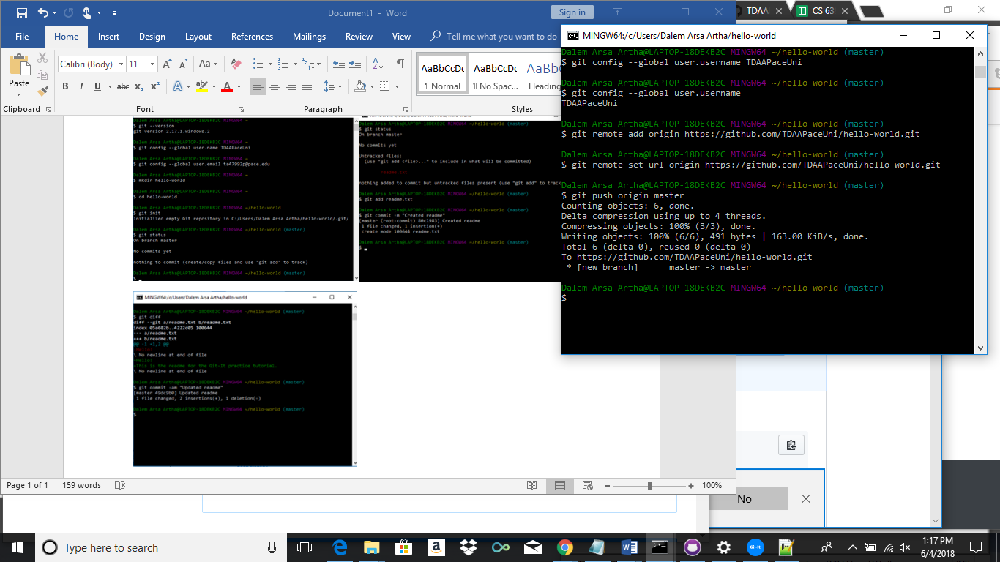 Document1 - Word
Sign in
File Home Insert Design Layout References Mailings Review View Tell me what you want to do
Paste
Calibri (Body) 11
Aa
B I U abc x₂ x² A ab A
AaBbCcDc AaBbCcDc AaBb
¶ Normal ¶ No Spac... Heading
Clipboard Font Paragraph Styles
Dalem Arsa Artha@LAPTOP-18DEKB2C MINGW64 ~
$ git --version
git version 2.17.1.windows.2
Dalem Arsa Artha@LAPTOP-18DEKB2C MINGW64 ~
$ git config --global user.name TDAAPaceUni
Dalem Arsa Artha@LAPTOP-18DEKB2C MINGW64 ~
$ git config --global user.email ta47992p@pace.edu
Dalem Arsa Artha@LAPTOP-18DEKB2C MINGW64 ~
$ mkdir hello-world
Dalem Arsa Artha@LAPTOP-18DEKB2C MINGW64 ~
$ cd hello-world
Dalem Arsa Artha@LAPTOP-18DEKB2C MINGW64 ~/hello-world
$ git init
Initialized empty Git repository in C:/Users/Dalem Arsa Artha/hello-world/.git/
Dalem Arsa Artha@LAPTOP-18DEKB2C MINGW64 ~/hello-world (master)
$ git status
On branch master
No commits yet
nothing to commit (create/copy files and use "git add" to track)
Dalem Arsa Artha@LAPTOP-18DEKB2C MINGW64 ~/hello-world (master)
$
Dalem Arsa Artha@LAPTOP-18DEKB2C MINGW64 ~/hello-world (master)
$ git status
On branch master
No commits yet
Untracked files:
(use "git add <file>..." to include in what will be committed)
readme.txt
nothing added to commit but untracked files present (use "git add" to track
Dalem Arsa Artha@LAPTOP-18DEKB2C MINGW64 ~/hello-world (master)
$ git add readme.txt
Dalem Arsa Artha@LAPTOP-18DEKB2C MINGW64 ~/hello-world (master)
$ git commit -m "Created readme"
[master (root-commit) 80c1983] Created readme
1 file changed, 1 insertion(+)
create mode 100644 readme.txt
Dalem Arsa Artha@LAPTOP-18DEKB2C MINGW64 ~/hello-world (master)
$
MINGW64:/c/Users/Dalem Arsa Artha/hello-world
Dalem Arsa Artha@LAPTOP-18DEKB2C MINGW64 ~/hello-world (master)
$ git diff
diff --git a/readme.txt b/readme.txt
index 05a682b..4222c05 100644
--- a/readme.txt
+++ b/readme.txt
@@ -1 +1,2 @@
-Hello!
\ No newline at end of file
+Hello!
+This is the readme for the Git-It practice tutorial.
\ No newline at end of file
Dalem Arsa Artha@LAPTOP-18DEKB2C MINGW64 ~/hello-world (master)
$ git commit -am "Updated readme"
[master 49dc9b0] Updated readme
1 file changed, 2 insertions(+), 1 deletion(-)
Dalem Arsa Artha@LAPTOP-18DEKB2C MINGW64 ~/hello-world (master)
$
Page 1 of 1 159 words 100%
TDAA CS 63
MINGW64:/c/Users/Dalem Arsa Artha/hello-world
Dalem Arsa Artha@LAPTOP-18DEKB2C MINGW64 ~/hello-world (master)
$ git config --global user.username TDAAPaceUni
Dalem Arsa Artha@LAPTOP-18DEKB2C MINGW64 ~/hello-world (master)
$ git config --global user.username
TDAAPaceUni
Dalem Arsa Artha@LAPTOP-18DEKB2C MINGW64 ~/hello-world (master)
$ git remote add origin https://github.com/TDAAPaceUni/hello-world.git
Dalem Arsa Artha@LAPTOP-18DEKB2C MINGW64 ~/hello-world (master)
$ git remote set-url origin https://github.com/TDAAPaceUni/hello-world.git
Dalem Arsa Artha@LAPTOP-18DEKB2C MINGW64 ~/hello-world (master)
$ git push origin master
Counting objects: 6, done.
Delta compression using up to 4 threads.
Compressing objects: 100% (3/3), done.
Writing objects: 100% (6/6), 491 bytes | 163.00 KiB/s, done.
Total 6 (delta 0), reused 0 (delta 0)
To https://github.com/TDAAPaceUni/hello-world.git
* [new branch] master -> master
Dalem Arsa Artha@LAPTOP-18DEKB2C MINGW64 ~/hello-world (master)
$
No
Type here to search
1:17 PM
6/4/2018